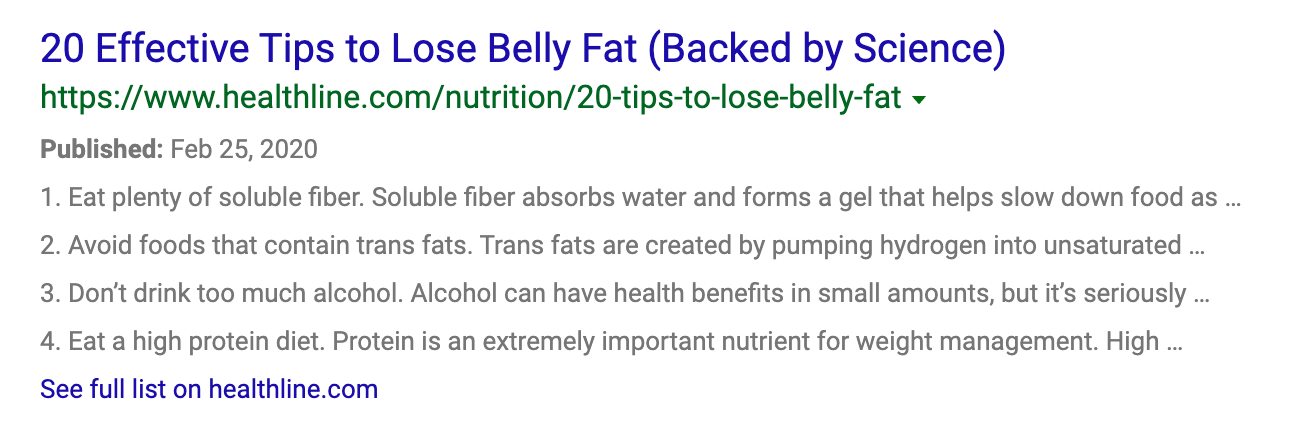 20 Effective Tips to Lose Belly Fat (Backed by Science)
https://www.healthline.com/nutrition/20-tips-to-lose-belly-fat
Published: Feb 25, 2020
1. Eat plenty of soluble fiber. Soluble fiber absorbs water and forms a gel that helps slow down food as ...
2. Avoid foods that contain trans fats. Trans fats are created by pumping hydrogen into unsaturated ...
3. Don’t drink too much alcohol. Alcohol can have health benefits in small amounts, but it’s seriously ...
4. Eat a high protein diet. Protein is an extremely important nutrient for weight management. High ...
See full list on healthline.com